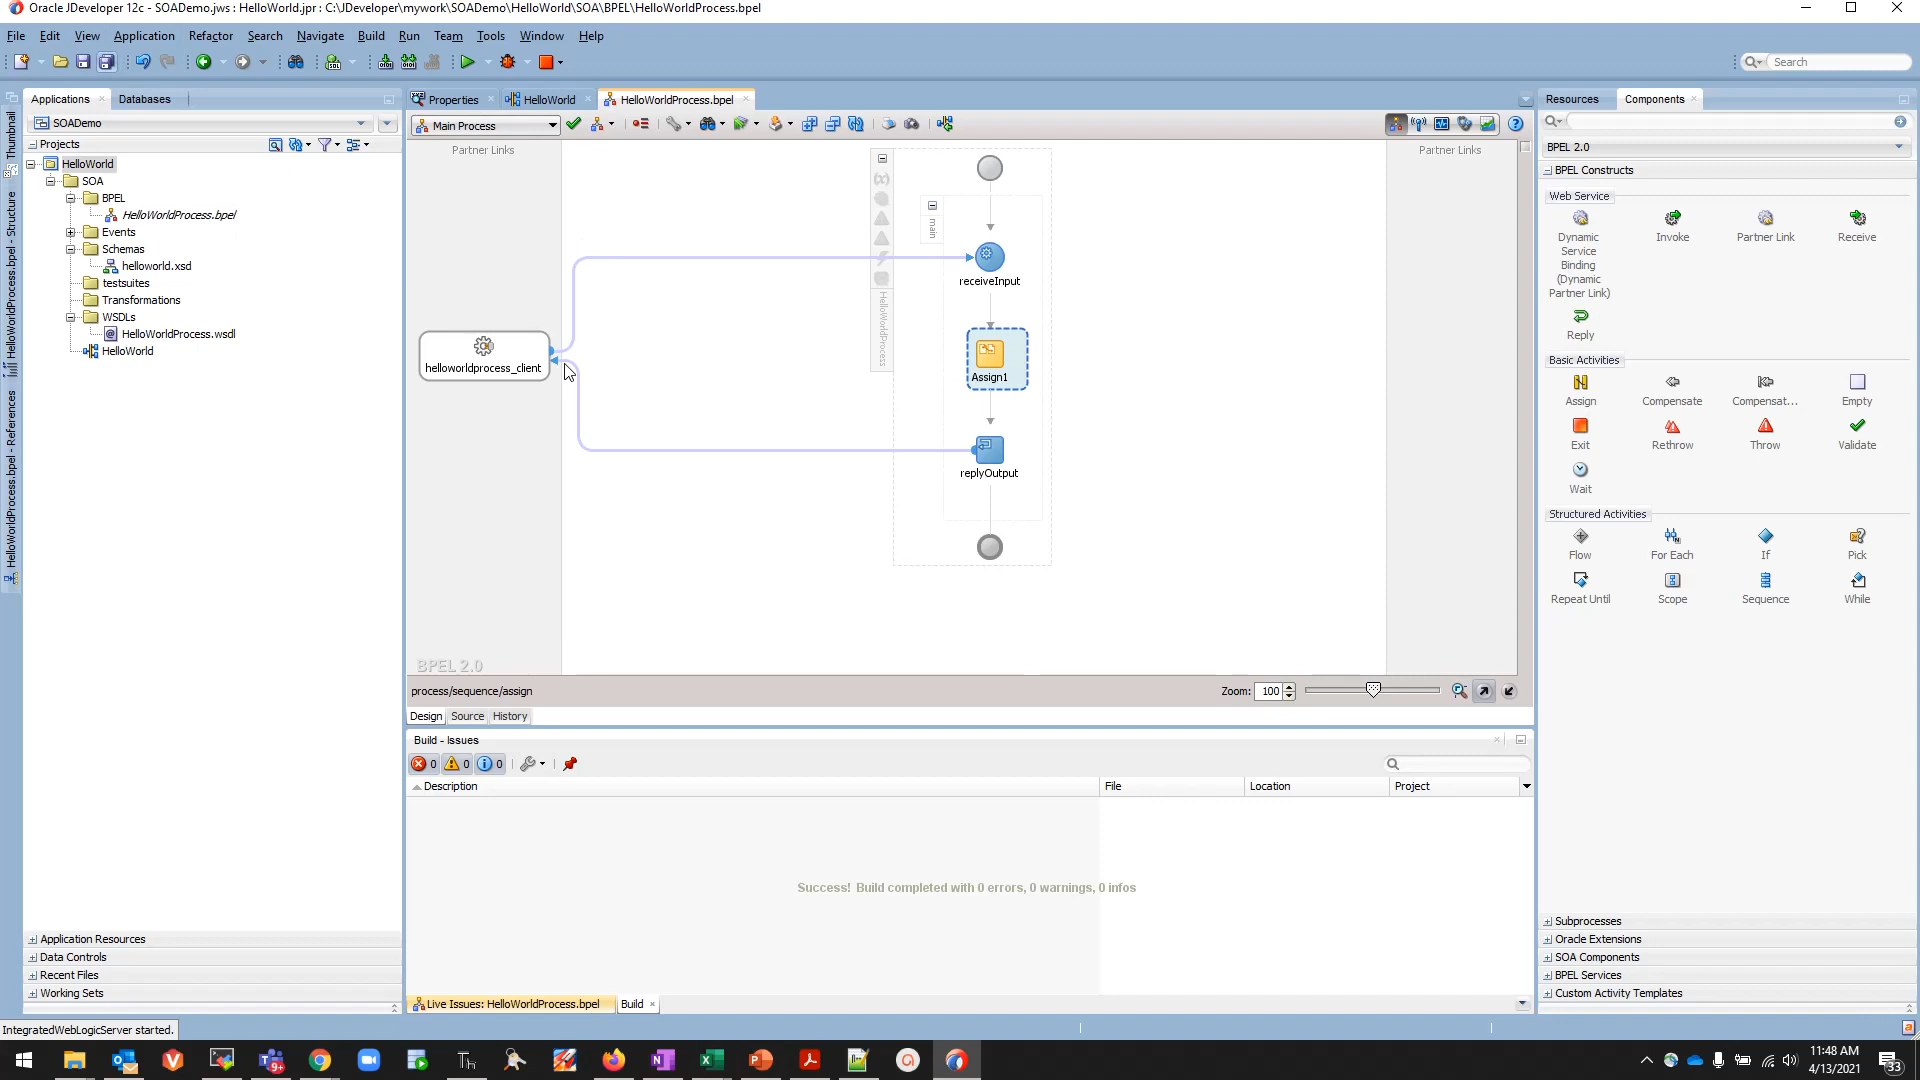 Oracle JDeveloper 12c - SOADemo.jws : HelloWorld.jpr : C:\JDeveloper\mywork\SOADemo\HelloWorld\SOA\BPEL\HelloWorldProcess.bpel
File Edit View Application Refactor Search Navigate Build Run Team Tools Window Help
Search
Applications Databases
SOADemo
Projects
HelloWorld
SOA
BPEL
HelloWorldProcess.bpel
Events
Schemas
helloworld.xsd
testsuites
Transformations
WSDLs
HelloWorldProcess.wsdl
HelloWorld
Application Resources
Data Controls
Recent Files
Working Sets
Thumbnail
HelloWorldProcess.bpel - Structure
HelloWorldProcess.bpel - References
Properties HelloWorld HelloWorldProcess.bpel
Main Process
Partner Links
Partner Links
main
HelloWorldProcess
receiveInput
helloworldprocess_client
Assign1
replyOutput
BPEL 2.0
process/sequence/assign
Zoom: 100
Design Source History
Build - Issues
0 0 0
Description File Location Project
Success! Build completed with 0 errors, 0 warnings, 0 infos
Live Issues: HelloWorldProcess.bpel Build
Resources Components
BPEL 2.0
BPEL Constructs
Web Service
Dynamic Service Binding (Dynamic Partner Link)
Invoke
Partner Link
Receive
Reply
Basic Activities
Assign Compensate Compensat... Empty
Exit Rethrow Throw Validate
Wait
Structured Activities
Flow For Each If Pick
Repeat Until Scope Sequence While
Subprocesses
Oracle Extensions
SOA Components
BPEL Services
Custom Activity Templates
IntegratedWebLogicServer started.
11:48 AM
4/13/2021
33